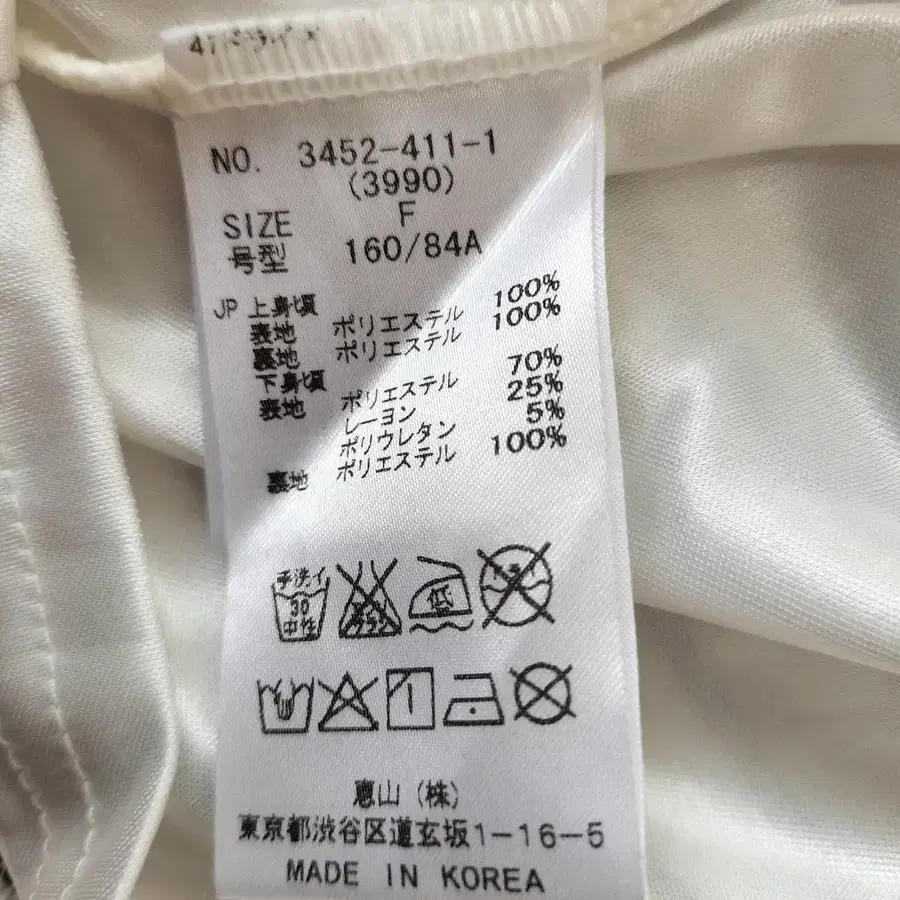 NO. 3452-411-1
(3990)
SIZE F
号型 160/84A
JP 上身頃
表地 ポリエステル 100%
裏地 ポリエステル 100%
下身頃
表地 ポリエステル 70%
レーヨン 25%
ポリウレタン 5%
裏地 ポリエステル 100%
手洗イ
30
中性
低
ドライ
恵山(株)
東京都渋谷区道玄坂1-16-5
MADE IN KOREA